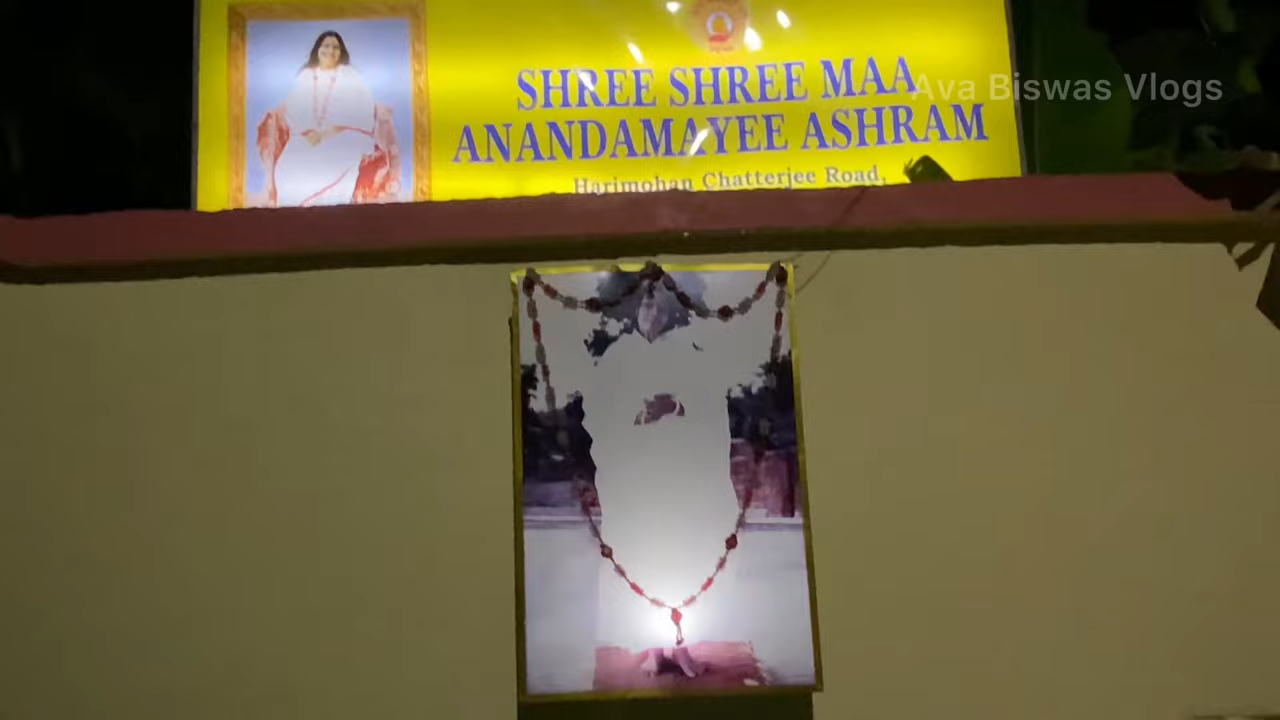 SHREE SHREE MAA
ANANDAMAYEE ASHRAM
Harimohan Chatterjee Road,
Ava Biswas Vlogs